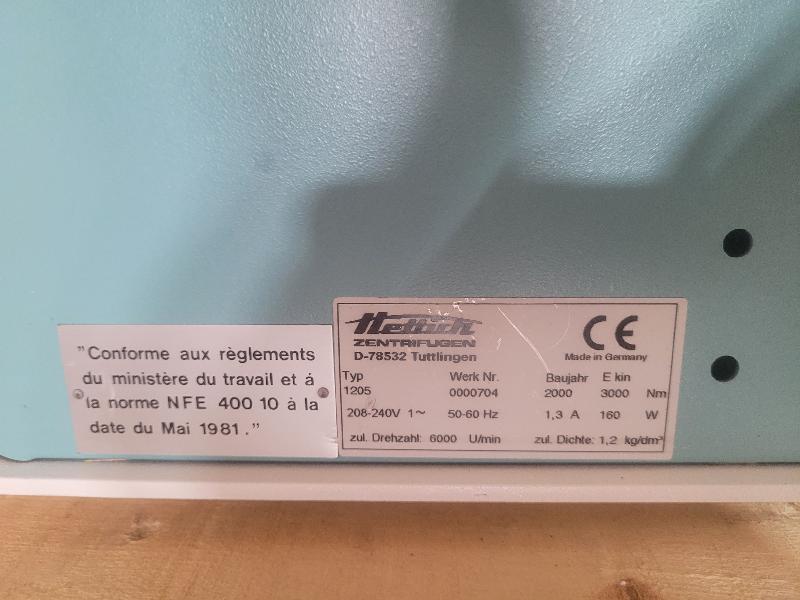 "Conforme aux règlements
du ministère du travail et á
la norme NFE 400 10 à la
date du Mai 1981."
Hettich
ZENTRIFUGEN
D-78532 Tuttlingen
CE
Made in Germany
Typ Werk Nr. Baujahr E kin
1205 0000704 2000 3000 Nm
208-240V 1~ 50-60 Hz 1,3 A 160 W
zul. Drehzahl: 6000 U/min zul. Dichte: 1,2 kg/dm³